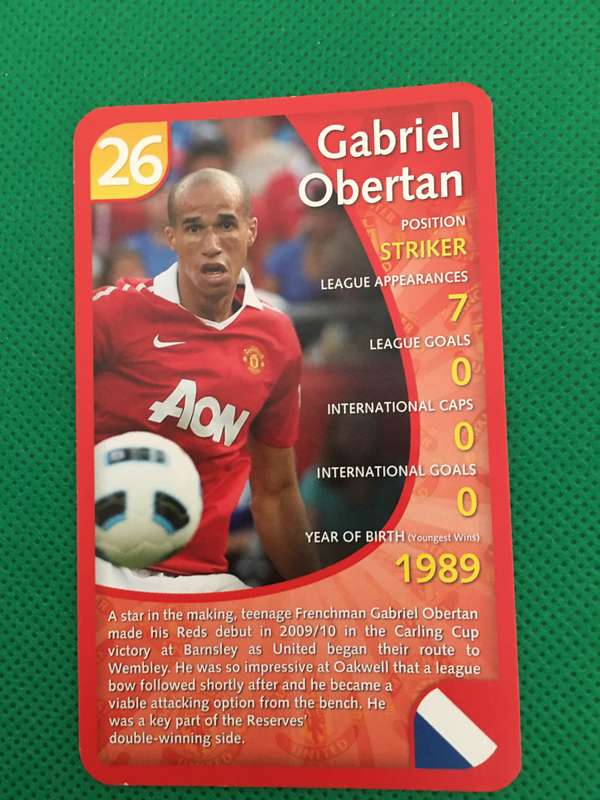 26
Gabriel
Obertan
POSITION
STRIKER
LEAGUE APPEARANCES
7
LEAGUE GOALS
0
INTERNATIONAL CAPS
0
INTERNATIONAL GOALS
0
YEAR OF BIRTH (Youngest Wins)
1989
AON
A star in the making, teenage Frenchman Gabriel Obertan
made his Reds debut in 2009/10 in the Carling Cup
victory at Barnsley as United began their route to
Wembley. He was so impressive at Oakwell that a league
bow followed shortly after and he became a
viable attacking option from the bench. He
was a key part of the Reserves'
double-winning side.
UNITED